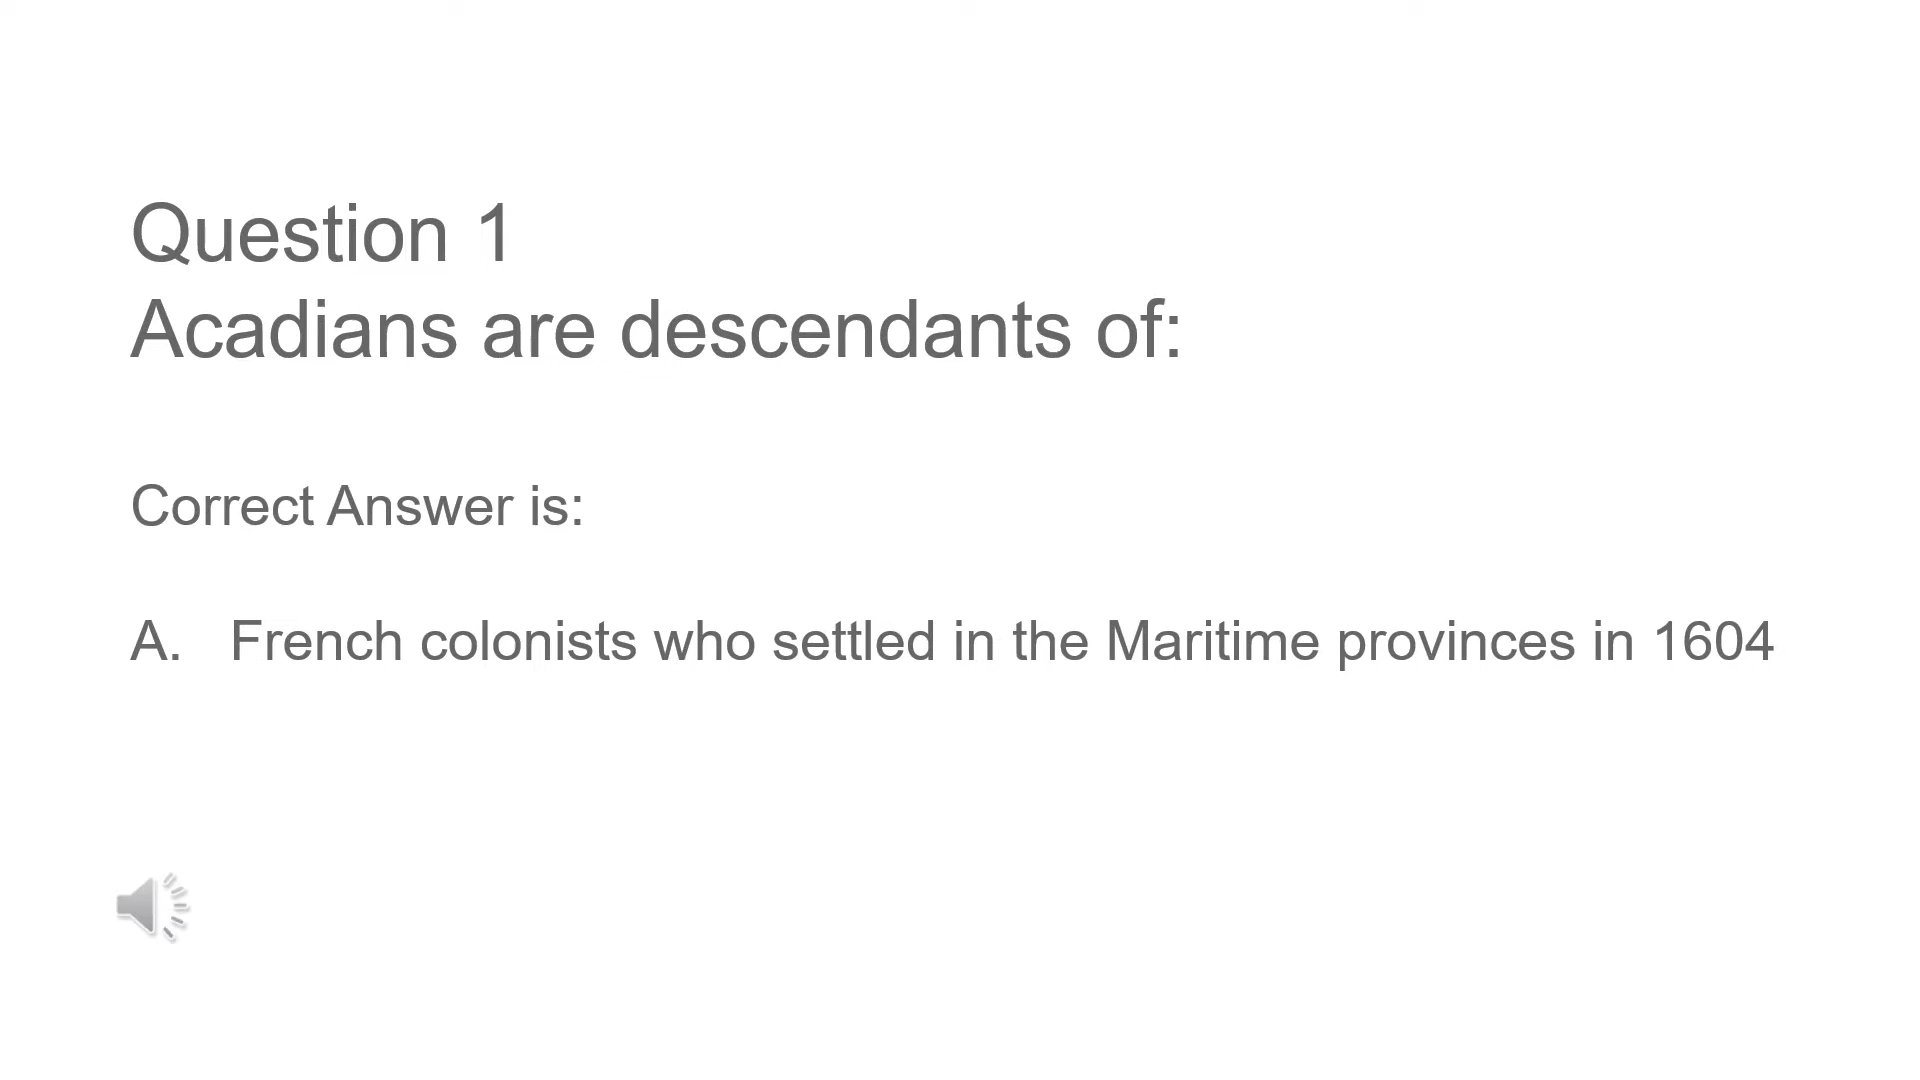 Question 1
Acadians are descendants of:
Correct Answer is:
A. French colonists who settled in the Maritime provinces in 1604